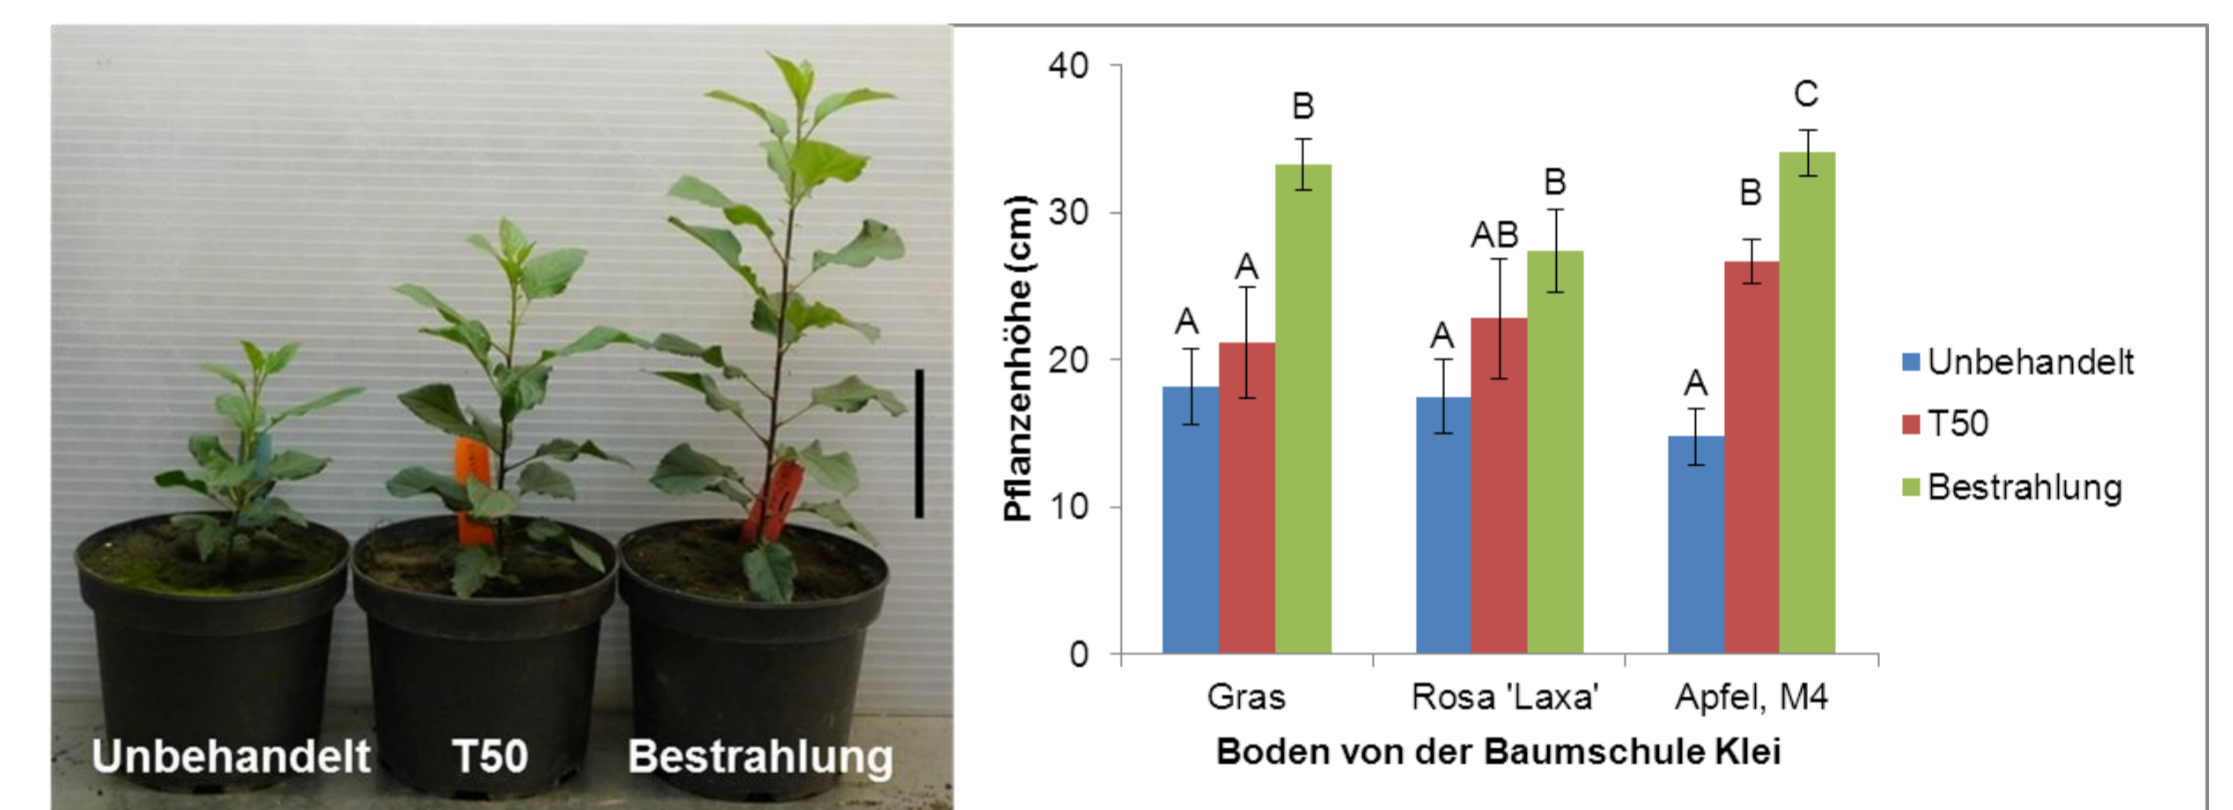 Unbehandelt T50 Bestrahlung
Pflanzenhöhe (cm)
40
30
20
10
0
A A B
A AB B
A B C
Gras Rosa 'Laxa' Apfel, M4
Boden von der Baumschule Klei
Unbehandelt
T50
Bestrahlung